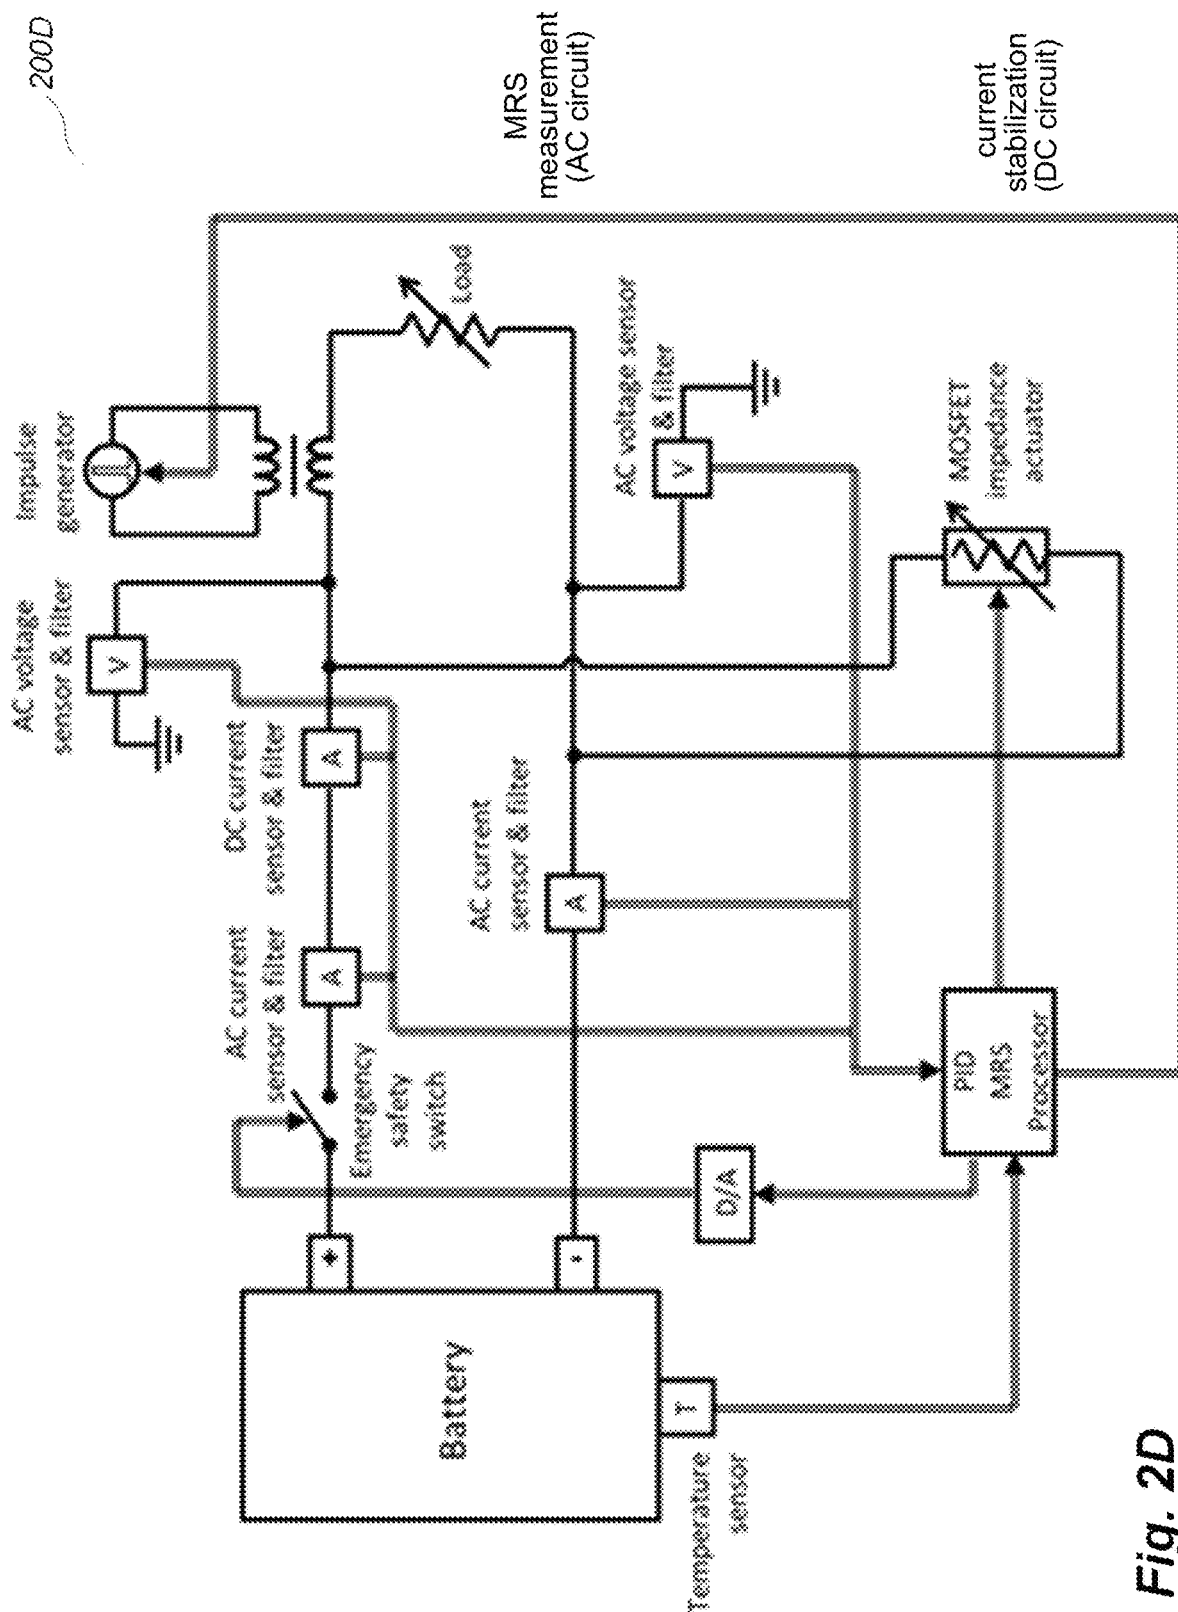 200D
Impulse
generator
AC voltage
sensor & filter
V
DC current
sensor & filter
A
AC current
sensor & filter
A
Emergency
safety
switch
Load
MRS
measurement
(AC circuit)
AC current
sensor & filter
A
AC voltage sensor
& filter
V
MOSFET
impedance
actuator
current
stabilization
(DC circuit)
+
-
Battery
T
Temperature
sensor
D/A
PID
MRS
Processor
Fig. 2D